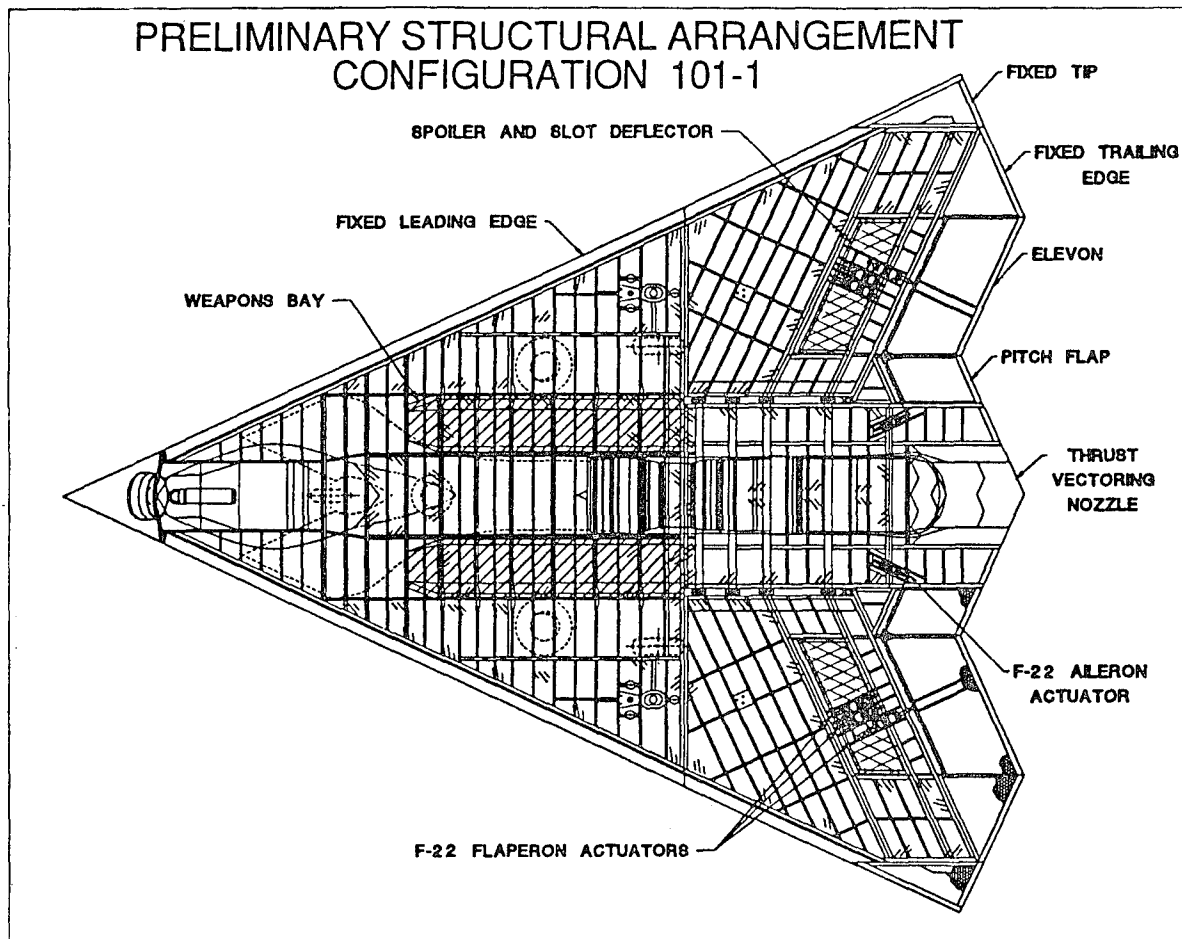 PRELIMINARY STRUCTURAL ARRANGEMENT
CONFIGURATION 101-1
FIXED TIP
SPOILER AND SLOT DEFLECTOR
FIXED TRAILING
EDGE
FIXED LEADING EDGE
ELEVON
WEAPONS BAY
PITCH FLAP
THRUST
VECTORING
NOZZLE
F-22 AILERON
ACTUATOR
F-22 FLAPERON ACTUATORS